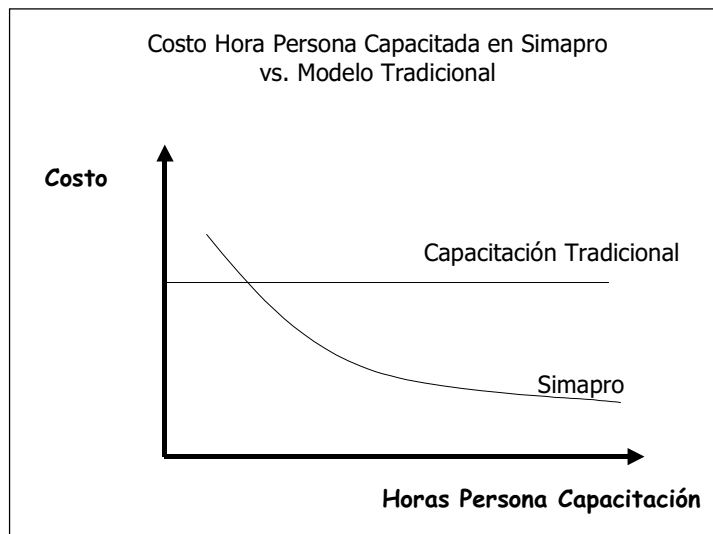 Costo Hora Persona Capacitada en Simapro
vs. Modelo Tradicional
Costo
Capacitación Tradicional
Simapro
Horas Persona Capacitación